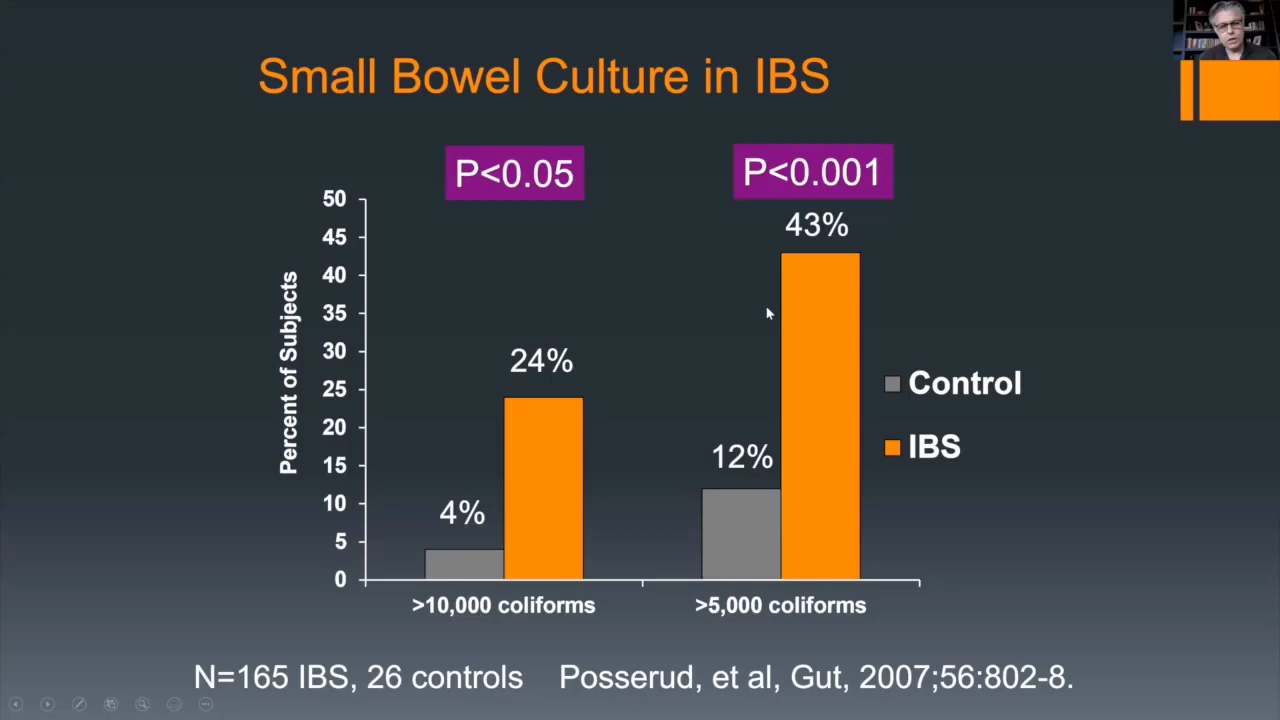 Small Bowel Culture in IBS
P<0.05
P<0.001
50
45
40
35
30
25
20
15
10
5
0
Percent of Subjects
4%
24%
12%
43%
>10,000 coliforms
>5,000 coliforms
Control
IBS
N=165 IBS, 26 controls Posserud, et al, Gut, 2007;56:802-8.